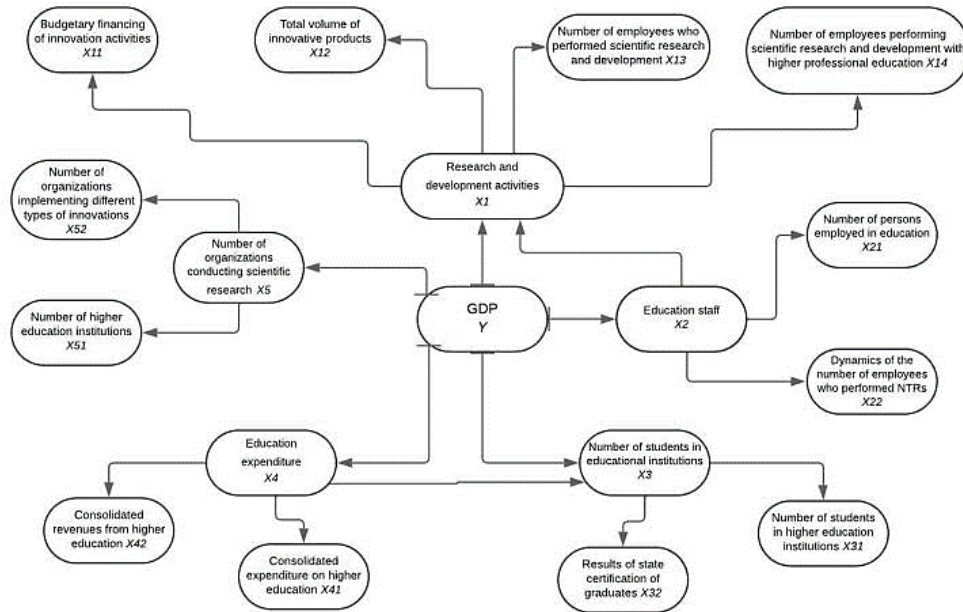 Budgetary financing
of innovation activities
X11
Total volume of
innovative products
X12
Number of employees who
performed scientific research
and development X13
Number of employees performing
scientific research and development with
higher professional education X14
Research and
development activities
X1
Number of
organizations
implementing different
types of innovations
X52
Number of
organizations
conducting scientific
research X5
Number of higher
education institutions
X51
GDP
Y
Education staff
X2
Number of persons
employed in education
X21
Dynamics of the
number of employees
who performed NTRs
X22
Education
expenditure
X4
Number of students in
educational institutions
X3
Consolidated
revenues from higher
education X42
Consolidated
expenditure on higher
education X41
Results of state
certification of
graduates X32
Number of students
in higher education
institutions X31